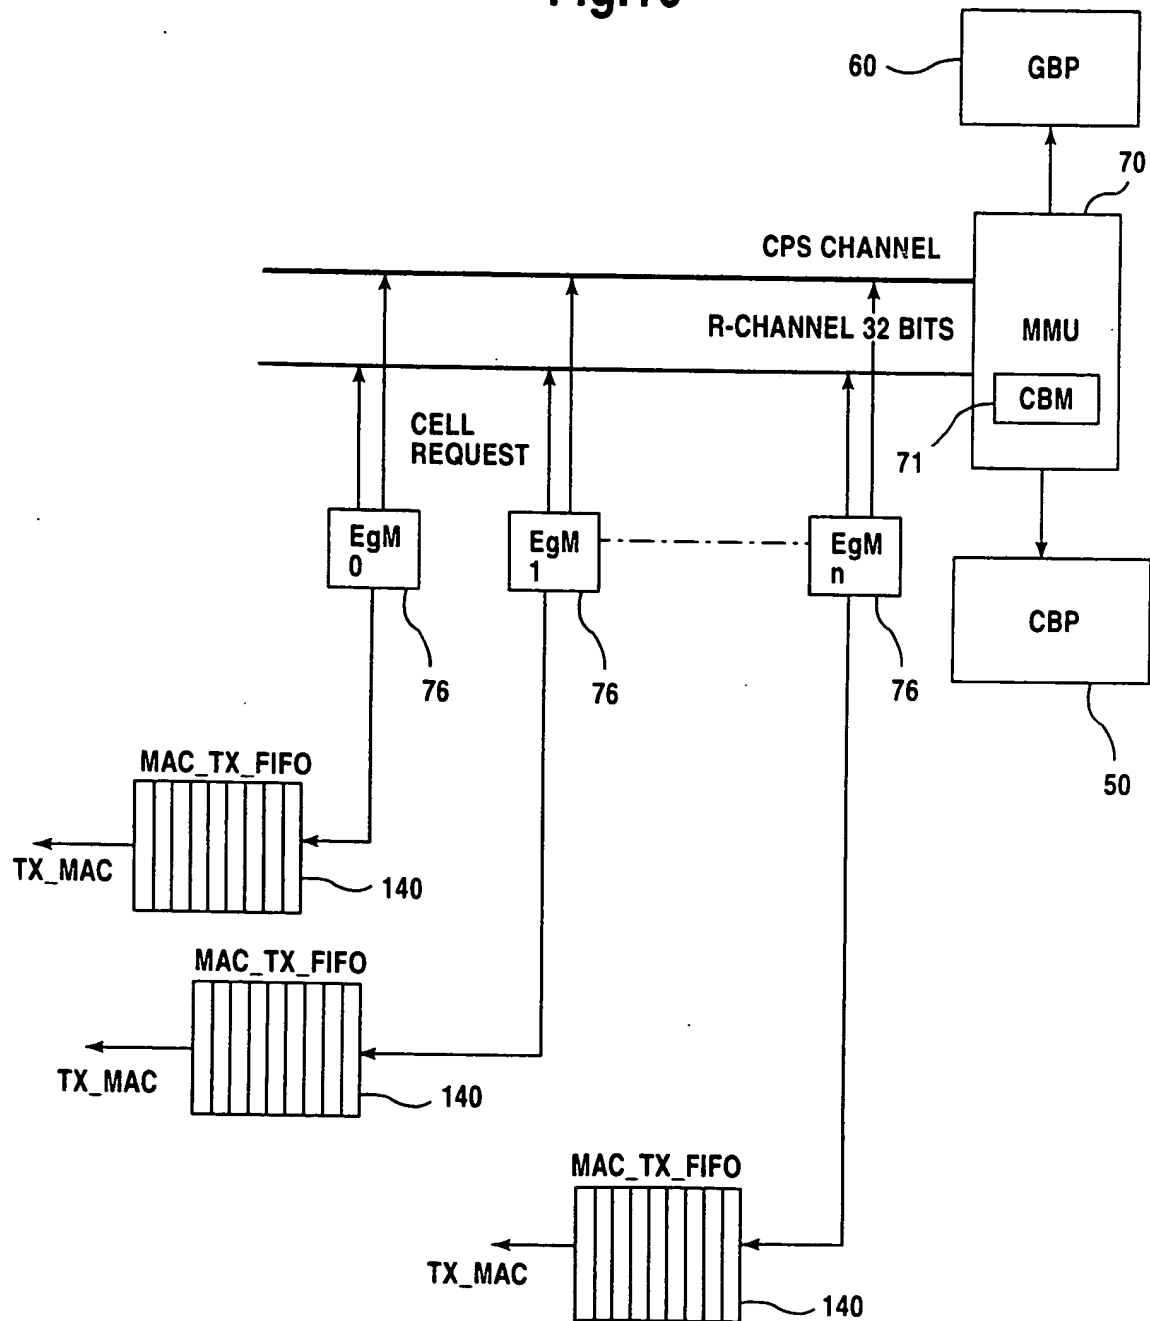 60
GBP
70
CPS CHANNEL
R-CHANNEL 32 BITS
MMU
CBM
71
CELL
REQUEST
EgM
0
EgM
1
EgM
n
CBP
76
76
76
50
MAC_TX_FIFO
TX_MAC
140
MAC_TX_FIFO
TX_MAC
140
MAC_TX_FIFO
TX_MAC
140